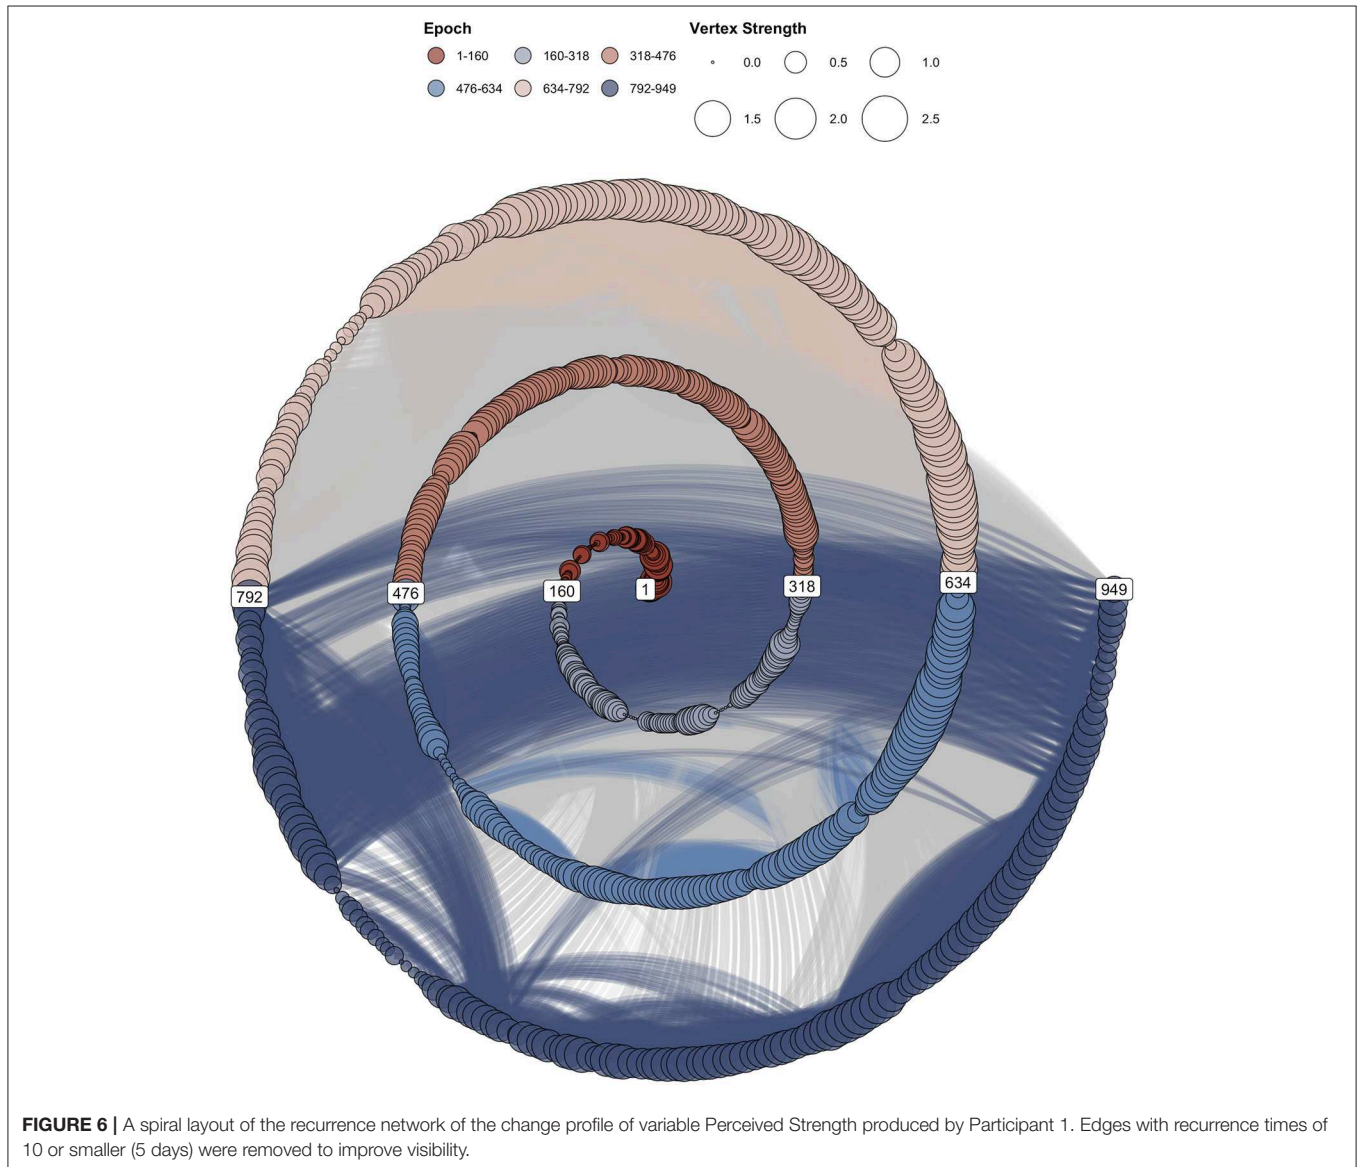 Epoch
1-160 160-318 318-476
476-634 634-792 792-949
Vertex Strength
0.0 0.5 1.0
1.5 2.0 2.5
792 476 160 1 318 634 949
FIGURE 6 | A spiral layout of the recurrence network of the change profile of variable Perceived Strength produced by Participant 1. Edges with recurrence times of
10 or smaller (5 days) were removed to improve visibility.